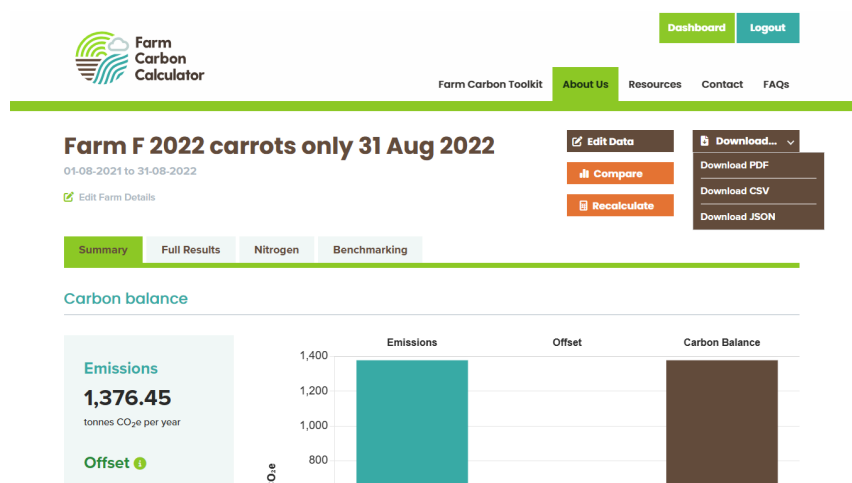 Dashboard Logout
Farm
Carbon
Calculator
Farm Carbon Toolkit About Us Resources Contact FAQs
Farm F 2022 carrots only 31 Aug 2022
01-08-2021 to 31-08-2022
Edit Farm Details
Edit Data
Compare
Recalculate
Download...
Download PDF
Download CSV
Download JSON
Summary Full Results Nitrogen Benchmarking
Carbon balance
Emissions
1,376.45
tonnes CO₂e per year
Offset
Emissions Offset Carbon Balance
1,400
1,200
1,000
800
O₂e